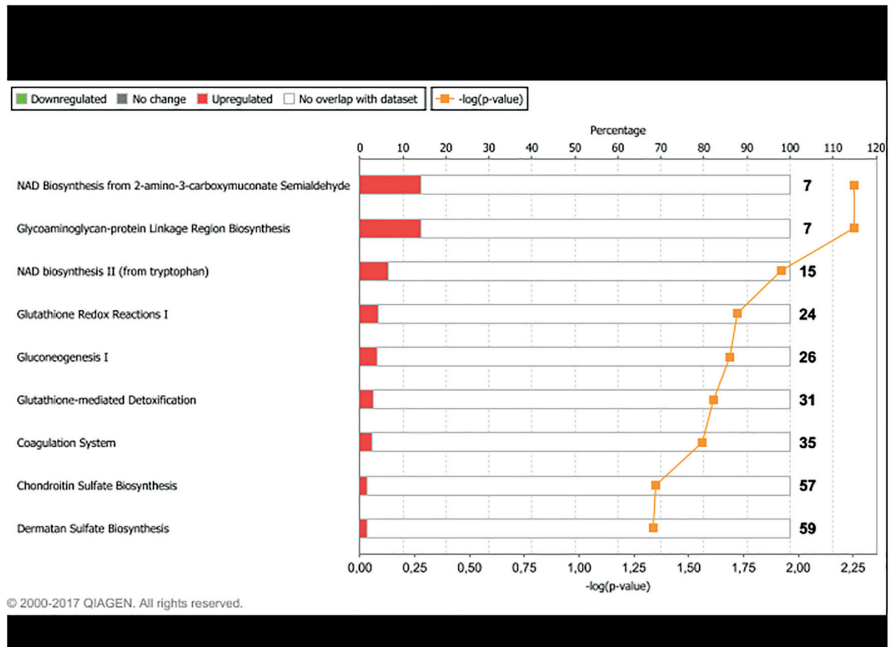 Downregulated No change Upregulated No overlap with dataset -log(p-value)
Percentage
0 10 20 30 40 50 60 70 80 90 100 110 120
NAD Biosynthesis from 2-amino-3-carboxymuconate Semialdehyde 7
Glycoaminoglycan-protein Linkage Region Biosynthesis 7
NAD biosynthesis II (from tryptophan) 15
Glutathione Redox Reactions I 24
Gluconeogenesis I 26
Glutathione-mediated Detoxification 31
Coagulation System 35
Chondroitin Sulfate Biosynthesis 57
Dermatan Sulfate Biosynthesis 59
0,00 0,25 0,50 0,75 1,00 1,25 1,50 1,75 2,00 2,25
-log(p-value)
© 2000-2017 QIAGEN. All rights reserved.